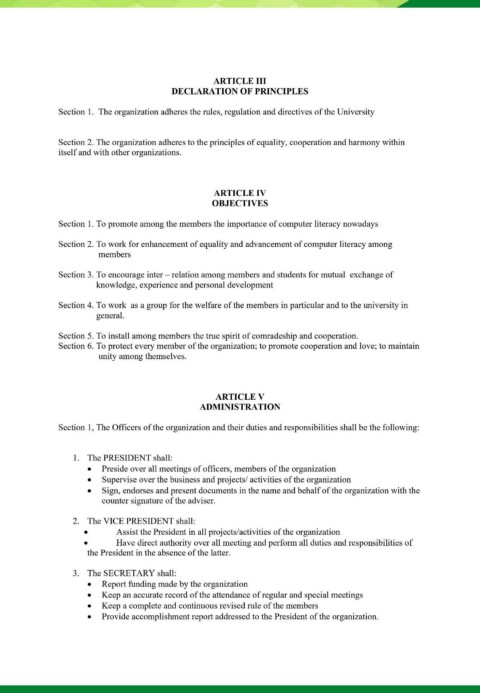 ARTICLE III
DECLARATION OF PRINCIPLES
Section 1.  The organization adheres the rules, regulation and directives of the University
Section 2. The organization adheres to the principles of equality, cooperation and harmony within
itself and with other organizations.
ARTICLE IV
OBJECTIVES
Section 1. To promote among the members the importance of computer literacy nowadays
Section 2. To work for enhancement of equality and advancement of computer literacy among
members
Section 3. To encourage inter – relation among members and students for mutual  exchange of
knowledge, experience and personal development
Section 4. To work  as a group for the welfare of the members in particular and to the university in
general.
Section 5. To install among members the true spirit of comradeship and cooperation.
Section 6. To protect every member of the organization; to promote cooperation and love; to maintain
unity among themselves.
ARTICLE V
ADMINISTRATION
Section 1, The Officers of the organization and their duties and responsibilities shall be the following:
1. The PRESIDENT shall:
• Preside over all meetings of officers, members of the organization
• Supervise over the business and projects/ activities of the organization
• Sign, endorses and present documents in the name and behalf of the organization with the
counter signature of the adviser.
2. The VICE PRESIDENT shall:
• Assist the President in all projects/activities of the organization
• Have direct authority over all meeting and perform all duties and responsibilities of
the President in the absence of the latter.
3. The SECRETARY shall:
• Report funding made by the organization
• Keep an accurate record of the attendance of regular and special meetings
• Keep a complete and continuous revised rule of the members
• Provide accomplishment report addressed to the President of the organization.